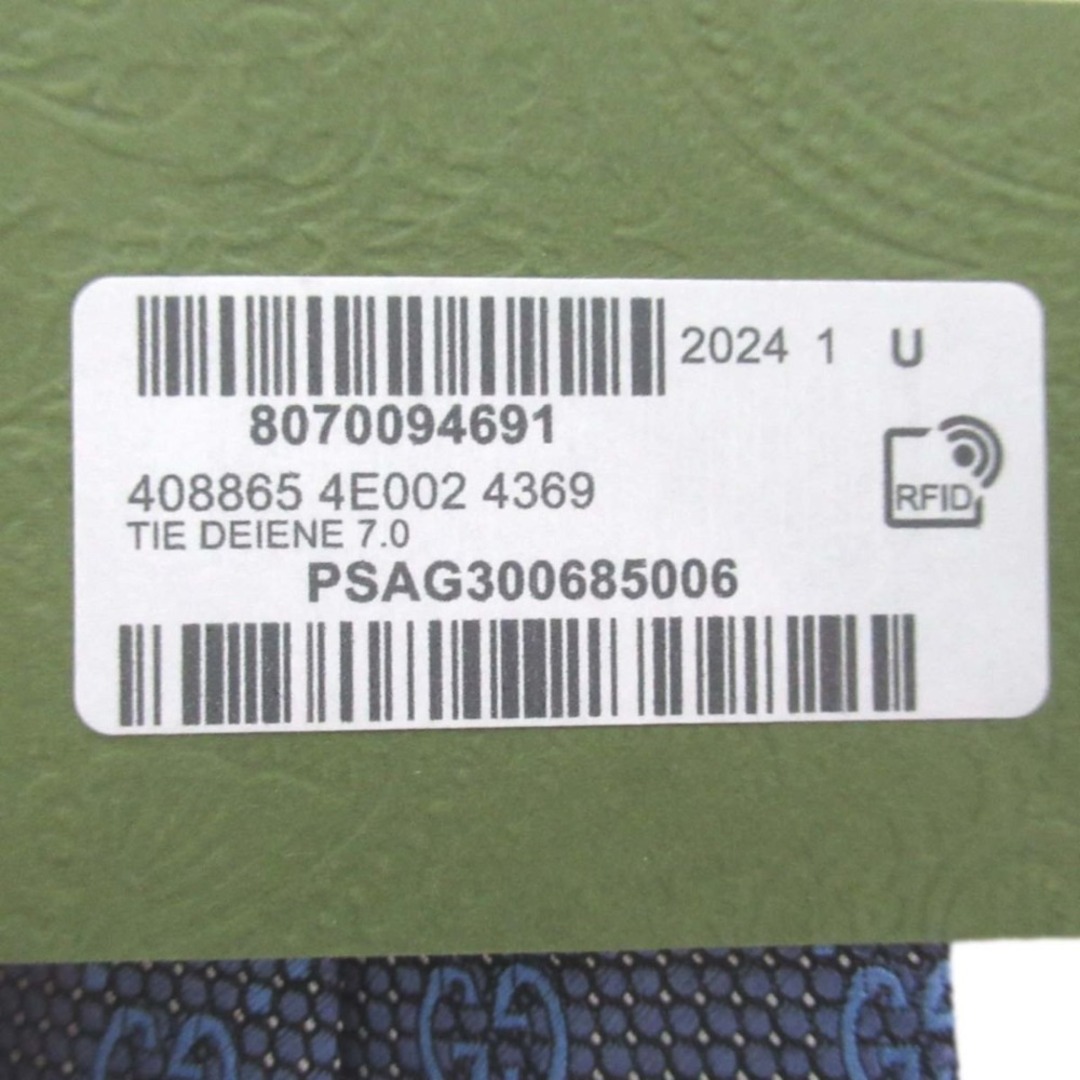 2024 1 U
8070094691
408865 4E002 4369
RFID
TIE DEIENE 7.0
PSAG300685006